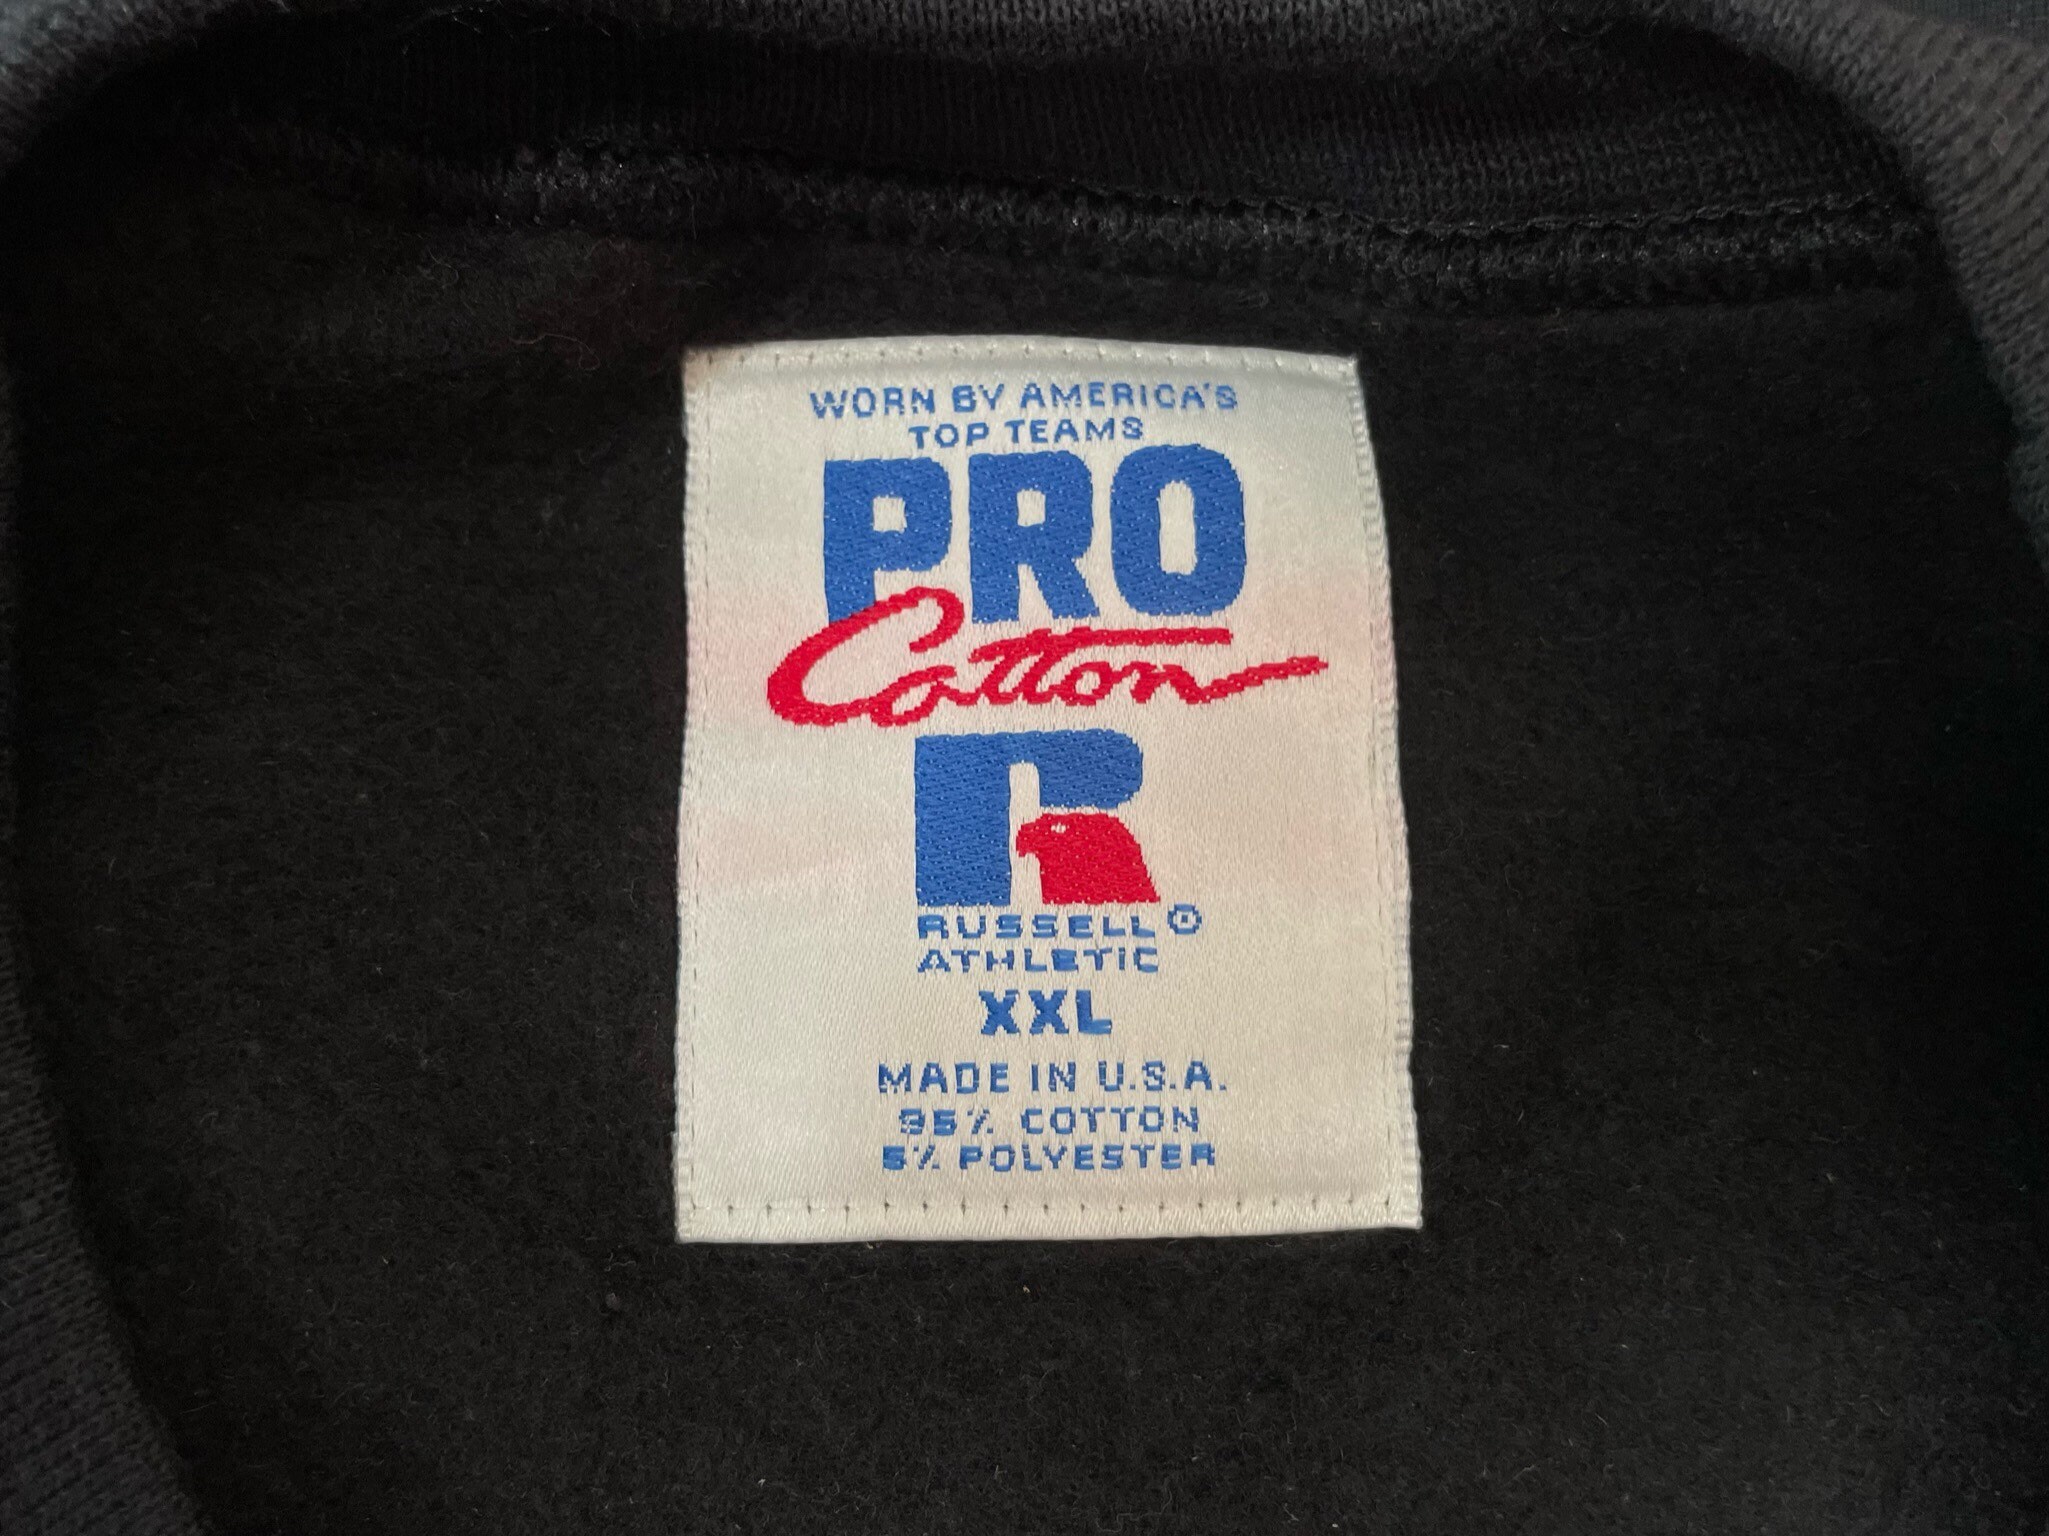 WORN BY AMERICA'S
TOP TEAMS
PRO
Cotton
R
RUSSELL ®
ATHLETIC
XXL
MADE IN U.S.A.
95% COTTON
5% POLYESTER